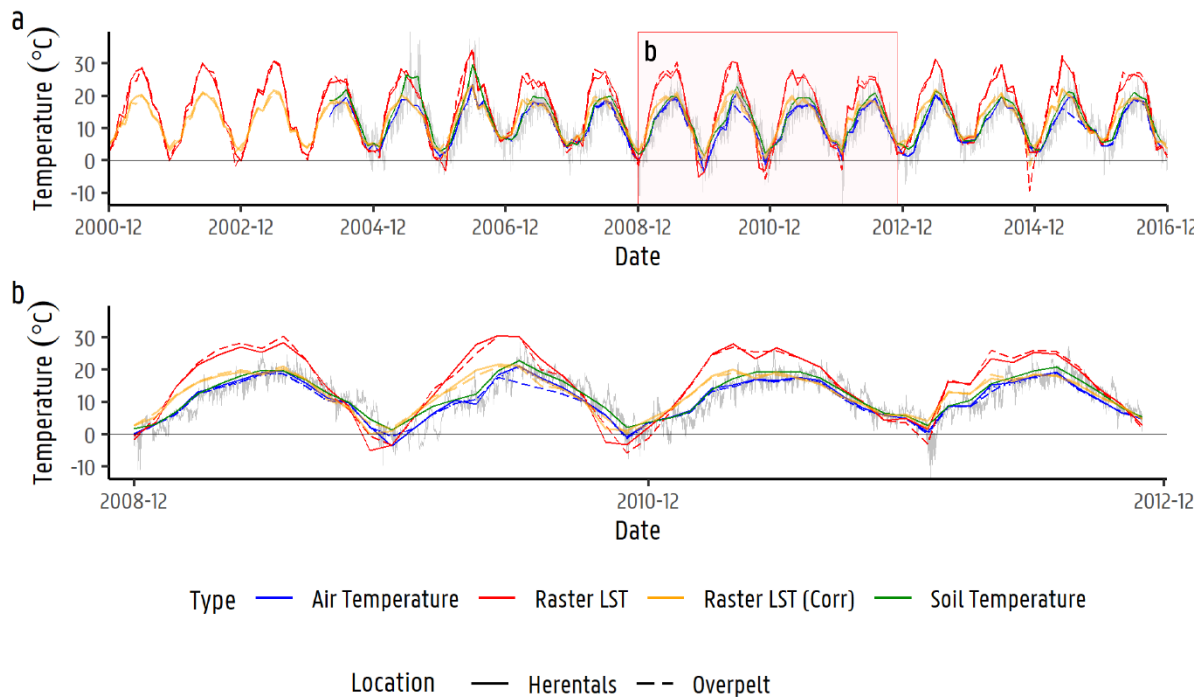 a
Temperature (°C)
30
20
10
0
-10
b
2000-12 2002-12 2004-12 2006-12 2008-12 2010-12 2012-12 2014-12 2016-12
Date
b
Temperature (°C)
30
20
10
0
-10
2008-12 2010-12 2012-12
Date
Type Air Temperature Raster LST Raster LST (Corr) Soil Temperature
Location Herentals Overpelt